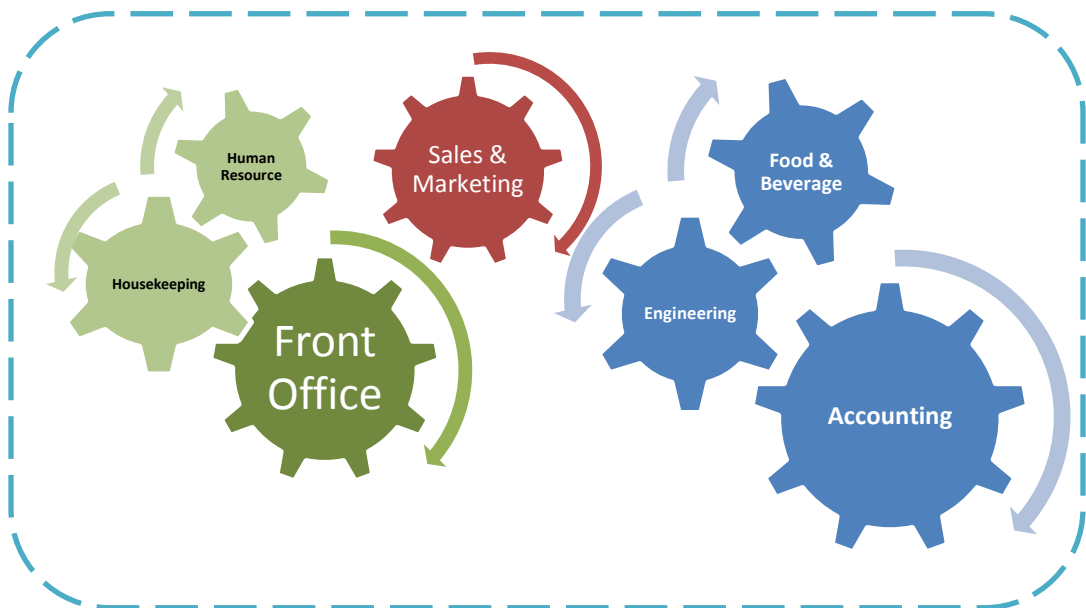 Human
Resource
Housekeeping
Front
Office
Sales &
Marketing
Food &
Beverage
Engineering
Accounting